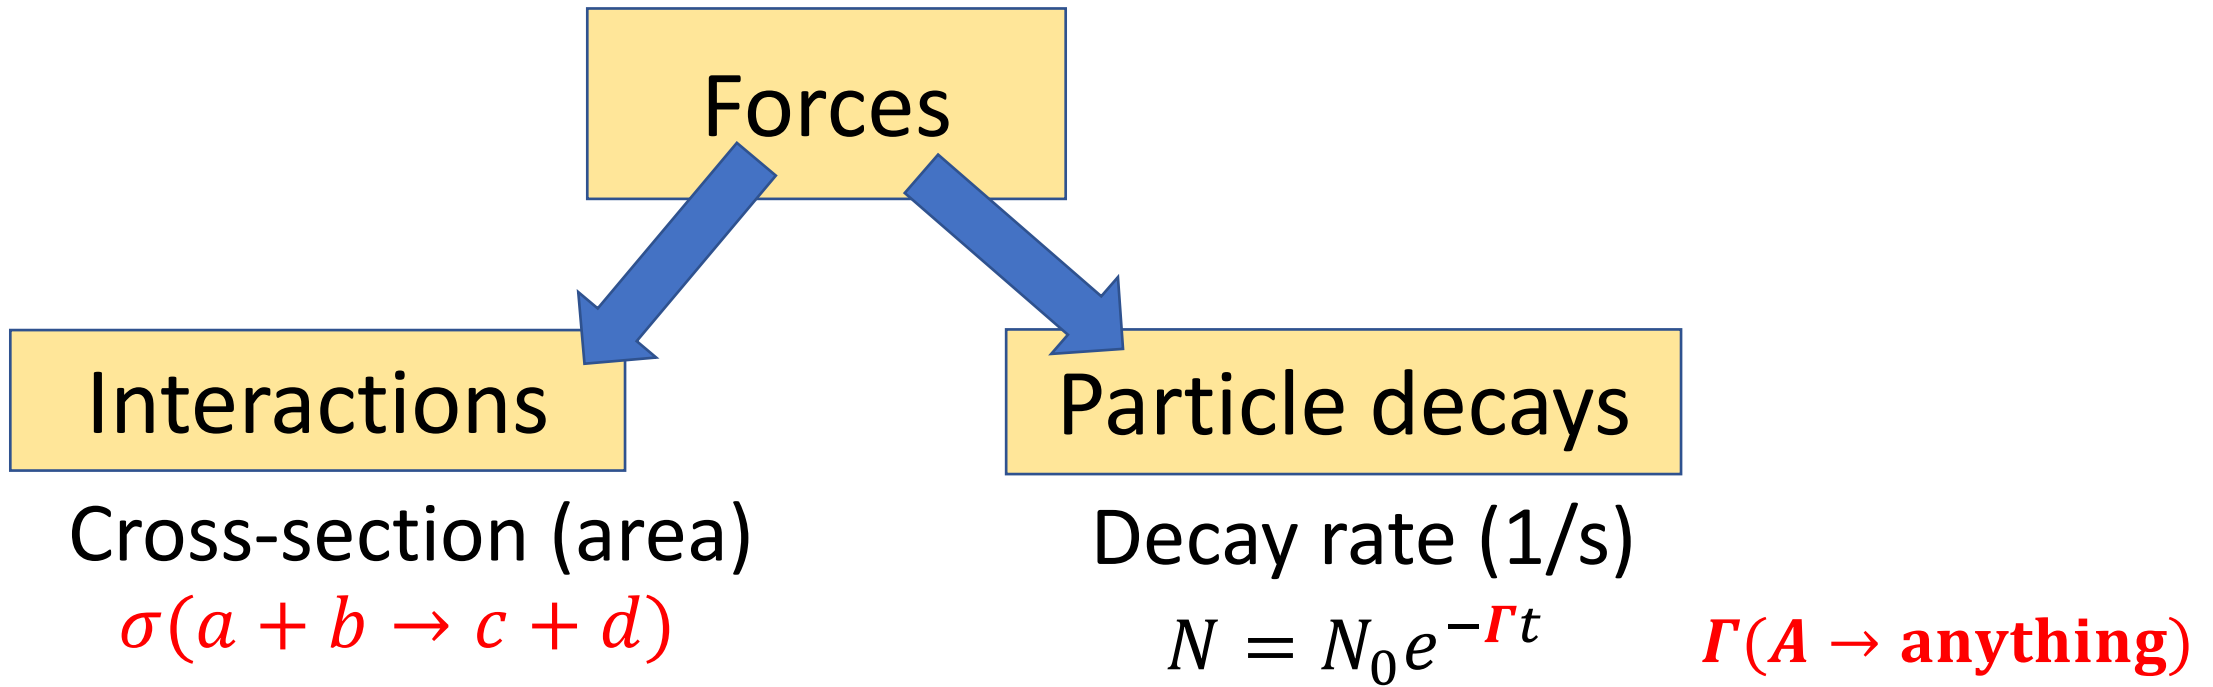 Forces
Interactions
Particle decays
Cross-section (area)
Decay rate (1/s)
σ(a + b → c + d)
N = N₀e^{−Γt}
Γ(A → anything)